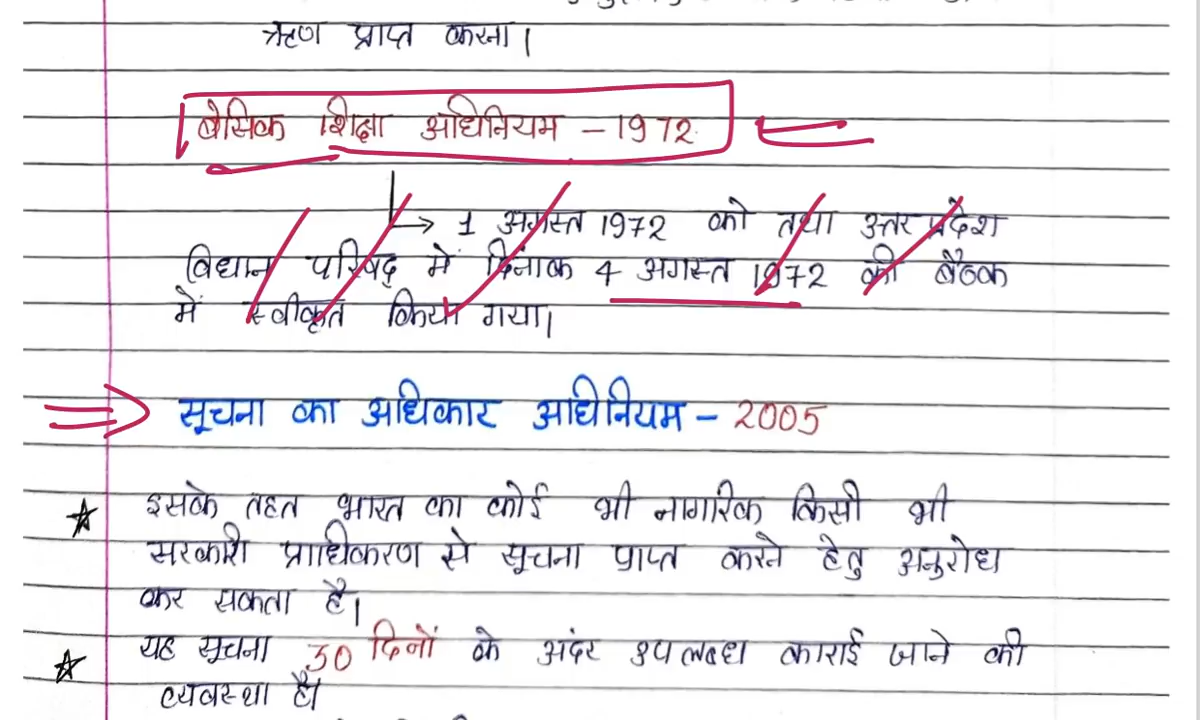 ऋण प्राप्त करना।
बेसिक शिक्षा अधिनियम - 1972
→ 1 अगस्त 1972 को तथा उत्तर प्रदेश
विधान परिषद् में दिनांक 4 अगस्त 1972 की बैठक
में स्वीकृत किया गया।
⇒ सूचना का अधिकार अधिनियम - 2005
☆ इसके तहत भारत का कोई भी नागरिक किसी भी
सरकारी प्राधिकरण से सूचना प्राप्त करने हेतु अनुरोध
कर सकता है।
☆ यह सूचना 30 दिनों के अंदर उपलब्ध काराई जाने की
व्यवस्था है।